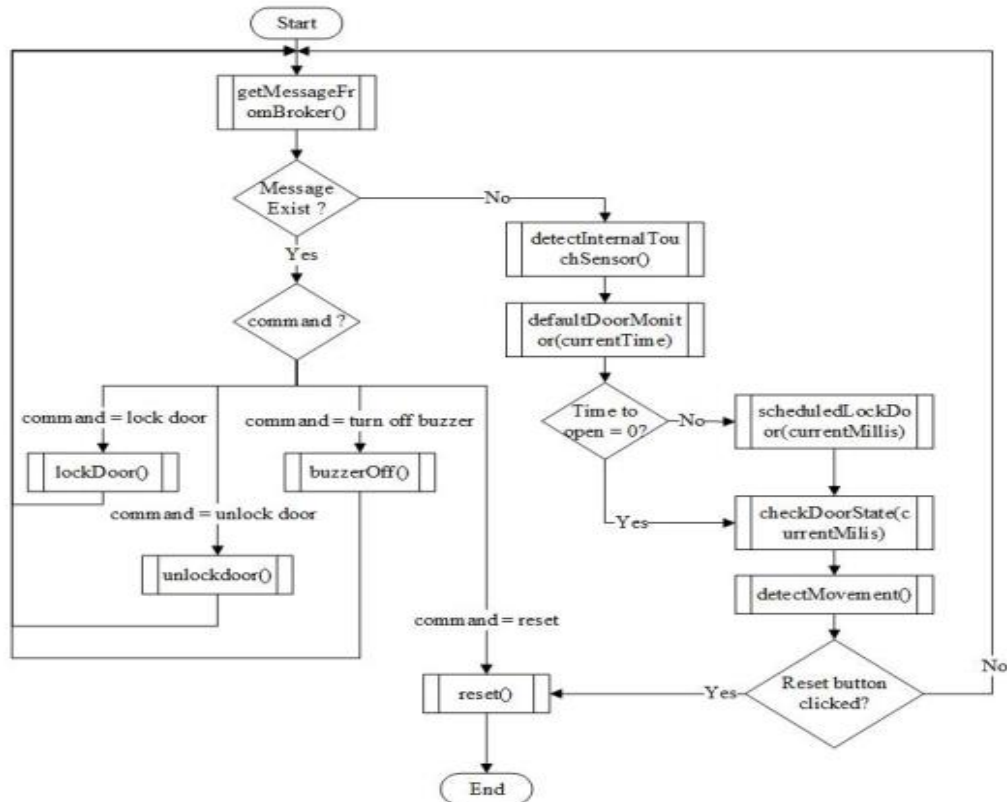 Start
getMessageFr
omBroker()
Message
Exist ?
No
Yes
detectInternalTou
chSensor()
command ?
defaultDoorMonit
or(currentTime)
command = lock door
command = turn off buzzer
Time to
open = 0?
No
scheduledLockDo
or(currentMillis)
lockDoor()
buzzerOff()
command = unlock door
Yes
checkDoorState(c
urrentMilis)
unlockdoor()
detectMovement()
command = reset
No
reset()
Yes
Reset button
clicked?
End